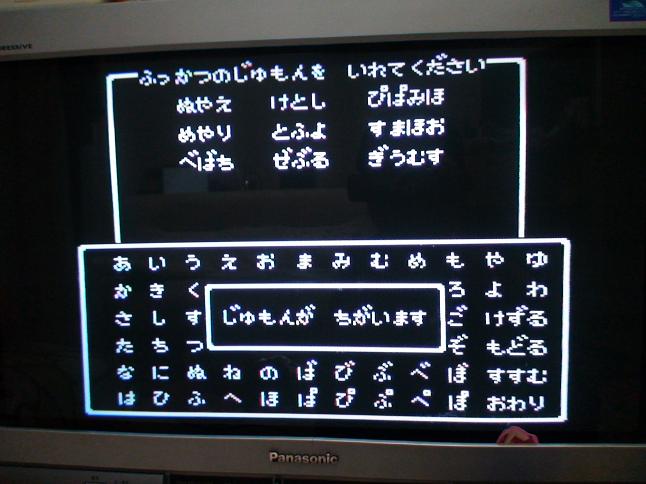 ふっかつのじゅもんを いれてください
ぬやえ けとし ぴぱみほ
めやり とふよ すまほお
べばち ぜぶる ぎうむす
あ い う え お ま み む め も や ゆ
か き く ろ よ わ
さ し す じゅもんが ちがいます ご けずる
た ち つ ぞ もどる
な に ぬ ね の ば び ぶ べ ぼ すすむ
は ひ ふ へ ほ ぱ ぴ ぷ ぺ ぽ おわり
Panasonic